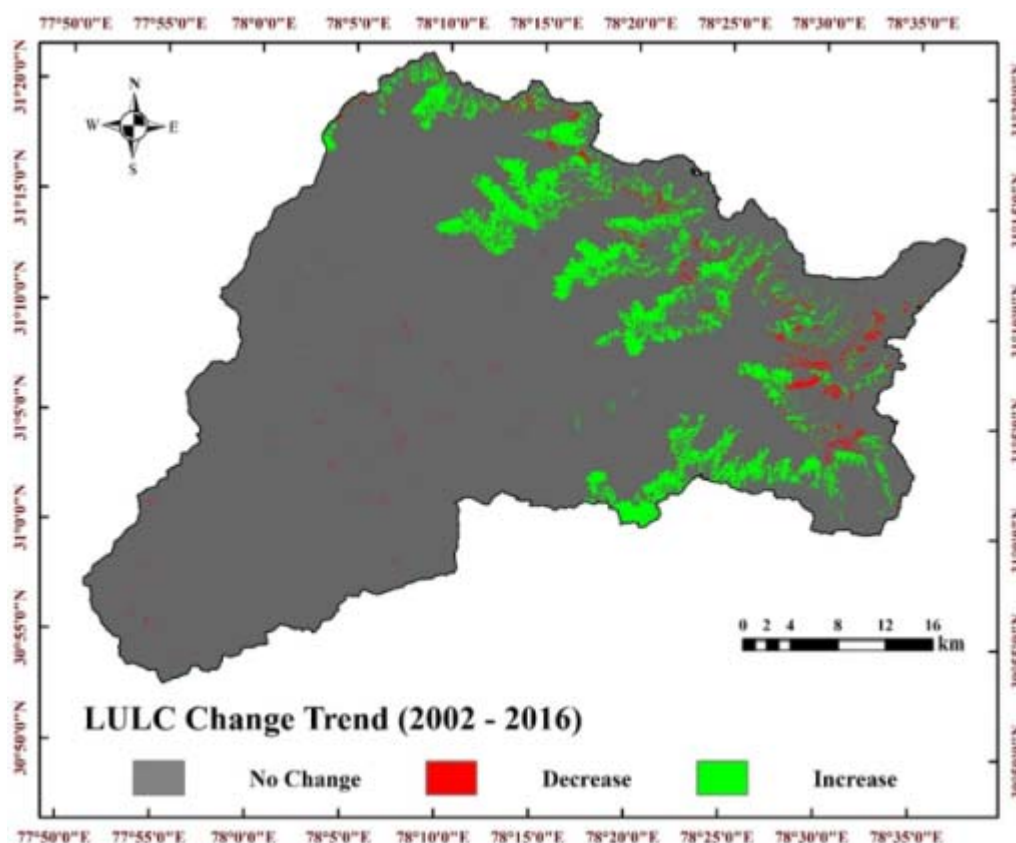 77°50'0"E 77°55'0"E 78°0'0"E 78°5'0"E 78°10'0"E 78°15'0"E 78°20'0"E 78°25'0"E 78°30'0"E 78°35'0"E
31°20'0"N
31°15'0"N
31°10'0"N
31°5'0"N
31°0'0"N
30°55'0"N
30°50'0"N
N
W E
S
0 2 4 8 12 16
km
LULC Change Trend (2002 - 2016)
No Change Decrease Increase
77°50'0"E 77°55'0"E 78°0'0"E 78°5'0"E 78°10'0"E 78°15'0"E 78°20'0"E 78°25'0"E 78°30'0"E 78°35'0"E